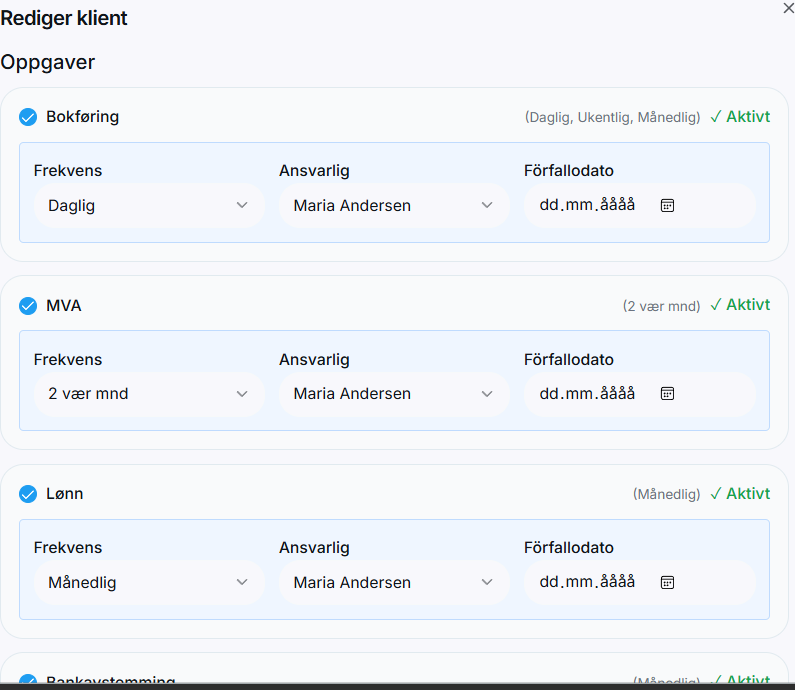 Rediger klient
Oppgaver
Bokføring (Daglig, Ukentlig, Månedlig) ✓ Aktivt
Frekvens Ansvarlig Förfallodato
Daglig Maria Andersen dd.mm.åååå
MVA (2 vær mnd) ✓ Aktivt
Frekvens Ansvarlig Förfallodato
2 vær mnd Maria Andersen dd.mm.åååå
Lønn (Månedlig) ✓ Aktivt
Frekvens Ansvarlig Förfallodato
Månedlig Maria Andersen dd.mm.åååå
Bankavstemming (Månedlig) ✓ Aktivt